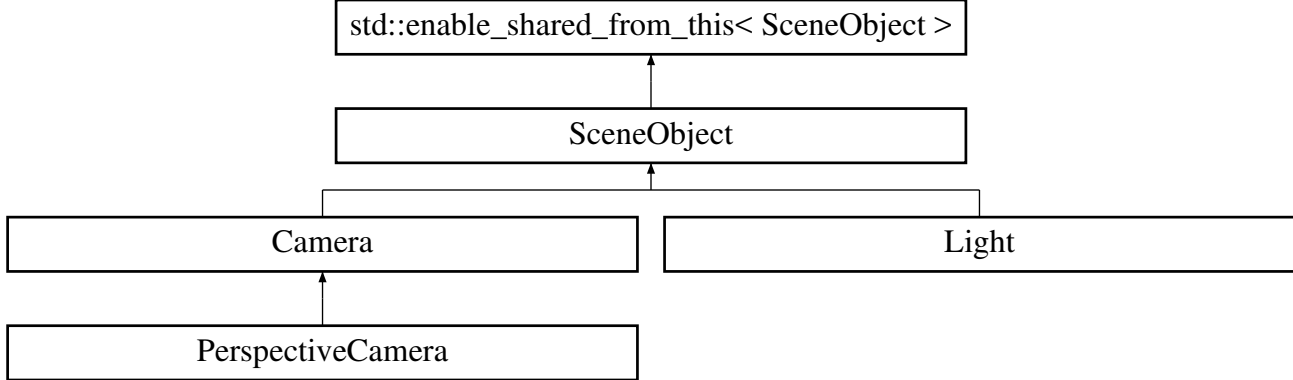 std::enable_shared_from_this< SceneObject >
SceneObject
Camera
Light
PerspectiveCamera